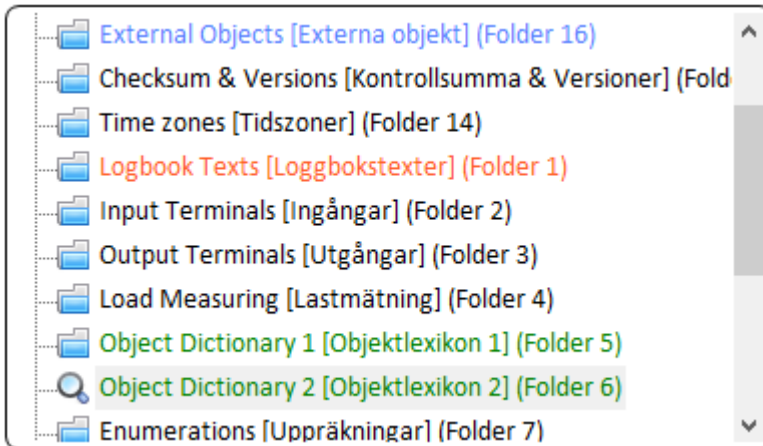 External Objects [Externa objekt] (Folder 16)
Checksum & Versions [Kontrollsumma & Versioner] (Fold
Time zones [Tidszoner] (Folder 14)
Logbook Texts [Loggbokstexter] (Folder 1)
Input Terminals [Ingångar] (Folder 2)
Output Terminals [Utgångar] (Folder 3)
Load Measuring [Lastmätning] (Folder 4)
Object Dictionary 1 [Objektlexikon 1] (Folder 5)
Object Dictionary 2 [Objektlexikon 2] (Folder 6)
Enumerations [Uppräkningar] (Folder 7)